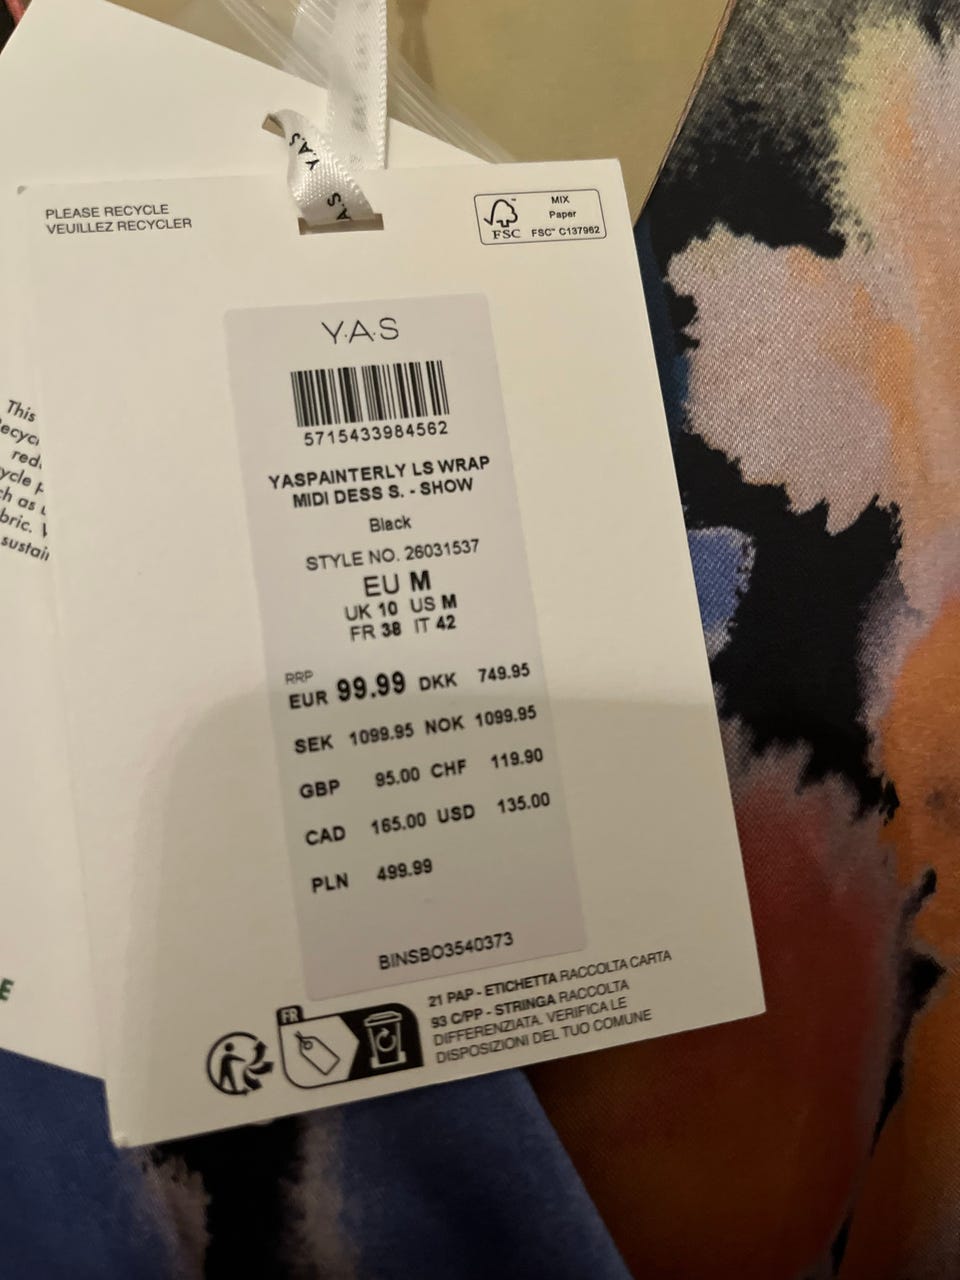 PLEASE RECYCLE
VEUILLEZ RECYCLER
Y.A.S
Y.A.S
MIX
Paper
FSC™ C137962
FSC
Y.A.S
5715433984562
YASPAINTERLY LS WRAP
MIDI DESS S. - SHOW
Black
STYLE NO. 26031537
EU M
UK 10 US M
FR 38 IT 42
RRP
EUR 99.99 DKK 749.95
SEK 1099.95 NOK 1099.95
GBP 95.00 CHF 119.90
CAD 165.00 USD 135.00
PLN 499.99
BINSBO3540373
FR
21 PAP - ETICHETTA RACCOLTA CARTA
93 C/PP - STRINGA RACCOLTA
DIFFERENZIATA. VERIFICA LE
DISPOSIZIONI DEL TUO COMUNE
This